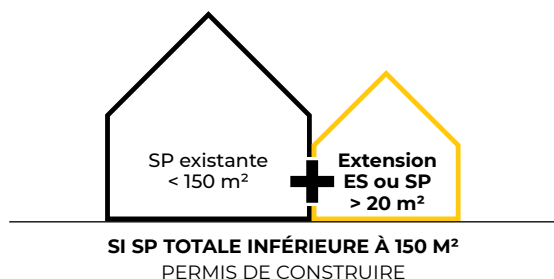 SP existante
< 150 m²
Extension
ES ou SP
> 20 m²
SI SP TOTALE INFÉRIEURE À 150 M²
PERMIS DE CONSTRUIRE